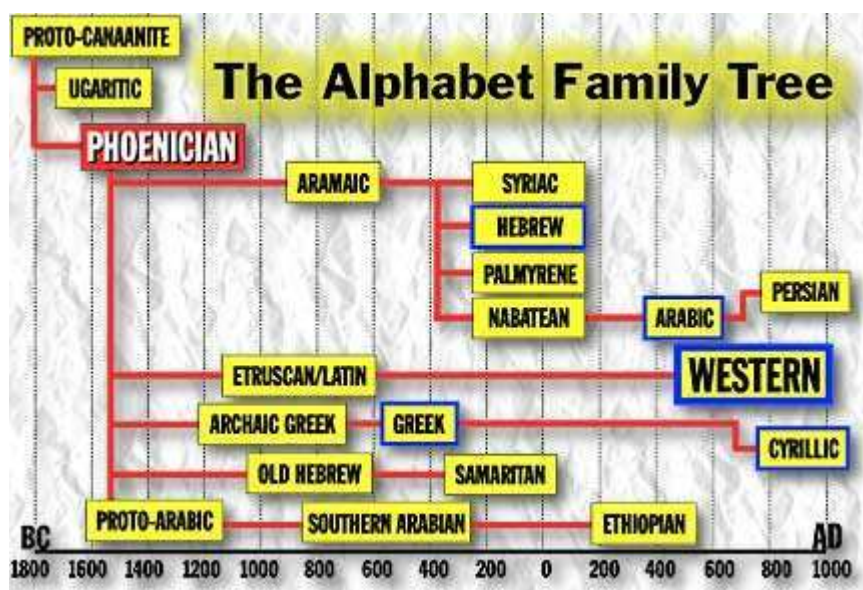 PROTO-CANAANITE
The Alphabet Family Tree
UGARITIC
PHOENICIAN
ARAMAIC
SYRIAC
HEBREW
PALMYRENE
NABATEAN
ARABIC
PERSIAN
ETRUSCAN/LATIN
WESTERN
ARCHAIC GREEK
GREEK
CYRILLIC
OLD HEBREW
SAMARITAN
PROTO-ARABIC
SOUTHERN ARABIAN
ETHIOPIAN
BC
AD
1800 1600 1400 1200 1000 800 600 400 200 0 200 400 600 800 1000